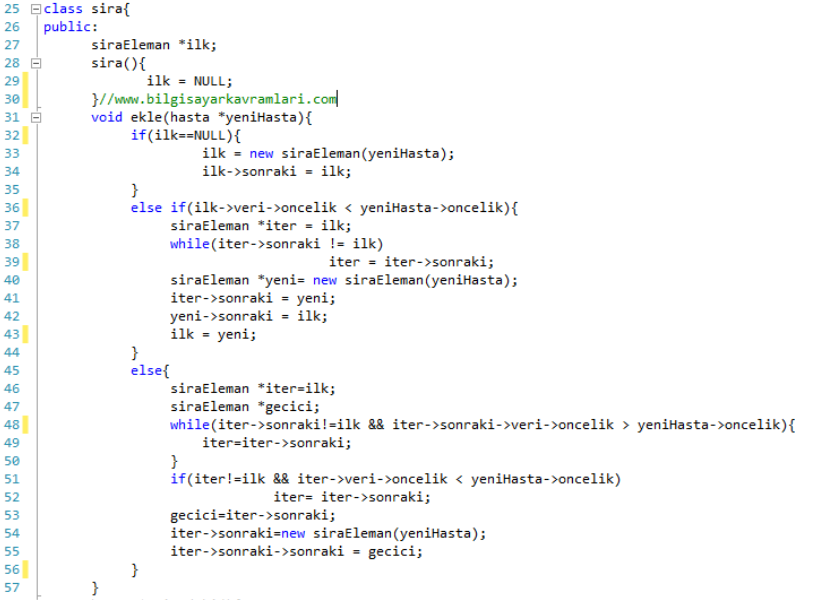 25 class sira{
26 public:
27 siraEleman *ilk;
28 sira(){
29 ilk = NULL;
30 }//www.bilgisayarkavramlari.com
31 void ekle(hasta *yeniHasta){
32 if(ilk==NULL){
33 ilk = new siraEleman(yeniHasta);
34 ilk->sonraki = ilk;
35 }
36 else if(ilk->veri->oncelik < yeniHasta->oncelik){
37 siraEleman *iter = ilk;
38 while(iter->sonraki != ilk)
39 iter = iter->sonraki;
40 siraEleman *yeni= new siraEleman(yeniHasta);
41 iter->sonraki = yeni;
42 yeni->sonraki = ilk;
43 ilk = yeni;
44 }
45 else{
46 siraEleman *iter=ilk;
47 siraEleman *gecici;
48 while(iter->sonraki!=ilk && iter->sonraki->veri->oncelik > yeniHasta->oncelik){
49 iter=iter->sonraki;
50 }
51 if(iter!=ilk && iter->veri->oncelik < yeniHasta->oncelik)
52 iter= iter->sonraki;
53 gecici=iter->sonraki;
54 iter->sonraki=new siraEleman(yeniHasta);
55 iter->sonraki->sonraki = gecici;
56 }
57 }